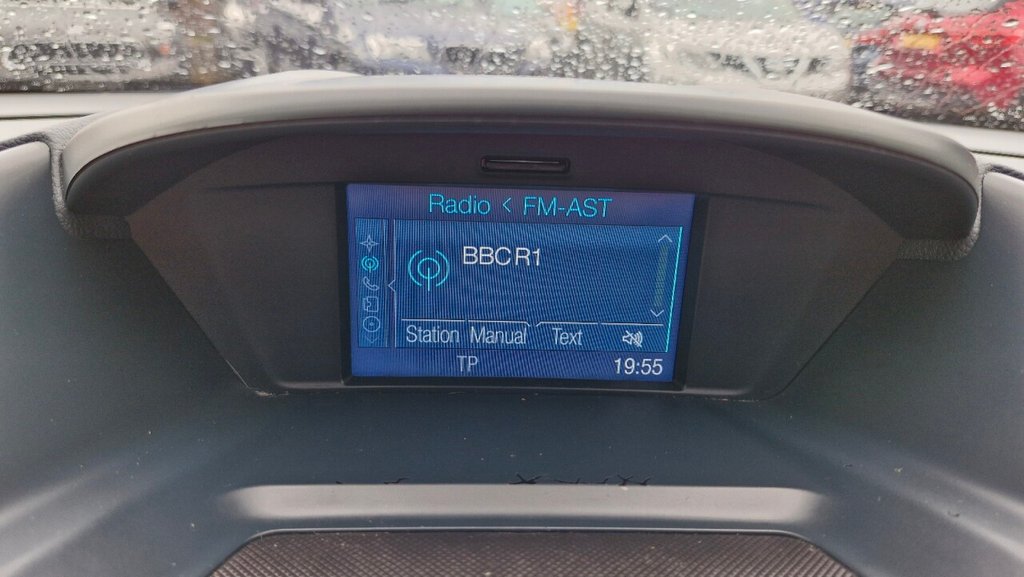 Radio < FM-AST
BBC R1
Station Manual Text
TP 19:55